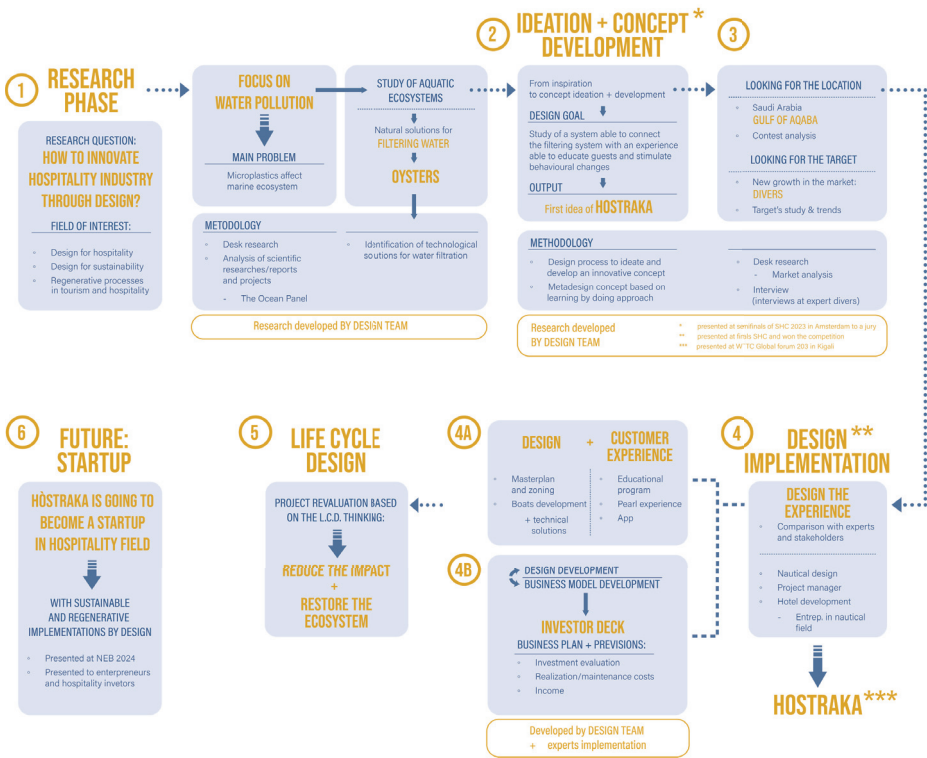 1
RESEARCH
PHASE
RESEARCH QUESTION:
HOW TO INNOVATE
HOSPITALITY INDUSTRY
THROUGH DESIGN?
FIELD OF INTEREST:
Design for hospitality
Design for sustainability
Regenerative processes
in tourism and hospitality
FOCUS ON
WATER POLLUTION
MAIN PROBLEM
Microplastics affect
marine ecosystem
STUDY OF AQUATIC
ECOSYSTEMS
Natural solutions for
FILTERING WATER
OYSTERS
METODOLOGY
Desk research
Analysis of scientific
researches/reports
and projects
- The Ocean Panel
Idntification of technological
soutions for water filtration
Research developed BY DESIGN TEAM
2
IDEATION + CONCEPT *
DEVELOPMENT
From inspiration
to concept ideation + development
DESIGN GOAL
Study of a system able to connect
the filtering system with an experience
able to educate guests and stimulate
behavioural changes
OUTPUT
First idea of HOSTRAKA
3
LOOKING FOR THE LOCATION
Saudi Arabia
GULF OF AQABA
Contest analysis
LOOKING FOR THE TARGET
New growth in the market:
DIVERS
Target's study & trends
METHODOLOGY
Design process to ideate and
develop an innovative concept
Metadesign concept based on
learning by doing approach
Desk research
- Market analysis
Interview
(interviews at expert divers)
Research developed
BY DESIGN TEAM
* presented at semifinals of SHC 2023 in Amsterdam to a jury
** presented at firals SHC and won the competition
*** presented at W¨TC Global forum 203 in Kigali
4
DESIGN **
IMPLEMENTATION
DESIGN THE
EXPERIENCE
Comparison with experts
and stakeholders
Nautical design
Project manager
Hotel development
- Entrep. in nautical
field
HOSTRAKA***
4A
DESIGN + CUSTOMER
EXPERIENCE
Masterplan
and zoning
Boats development
+ technical
solutions
Educational
program
Pearl experience
App
4B
DESIGN DEVELOPMENT
BUSINESS MODEL DEVELOPMENT
INVESTOR DECK
BUSINESS PLAN + PREVISIONS:
Investment evaluation
Realization/maintenance costs
Income
Developed by DESIGN TEAM
+ experts implementation
5
LIFE CYCLE
DESIGN
PROJECT REVALUATION BASED
ON THE L.C.D. THINKING:
REDUCE THE IMPACT
+
RESTORE THE
ECOSYSTEM
6
FUTURE:
STARTUP
HÒSTRAKA IS GOING TO
BECOME A STARTUP
IN HOSPITALITY FIELD
WITH SUSTAINABLE
AND REGENERATIVE
IMPLEMENTATIONS BY DESIGN
Presented at NEB 2024
Presented to enterpreneurs
and hospitality invetors